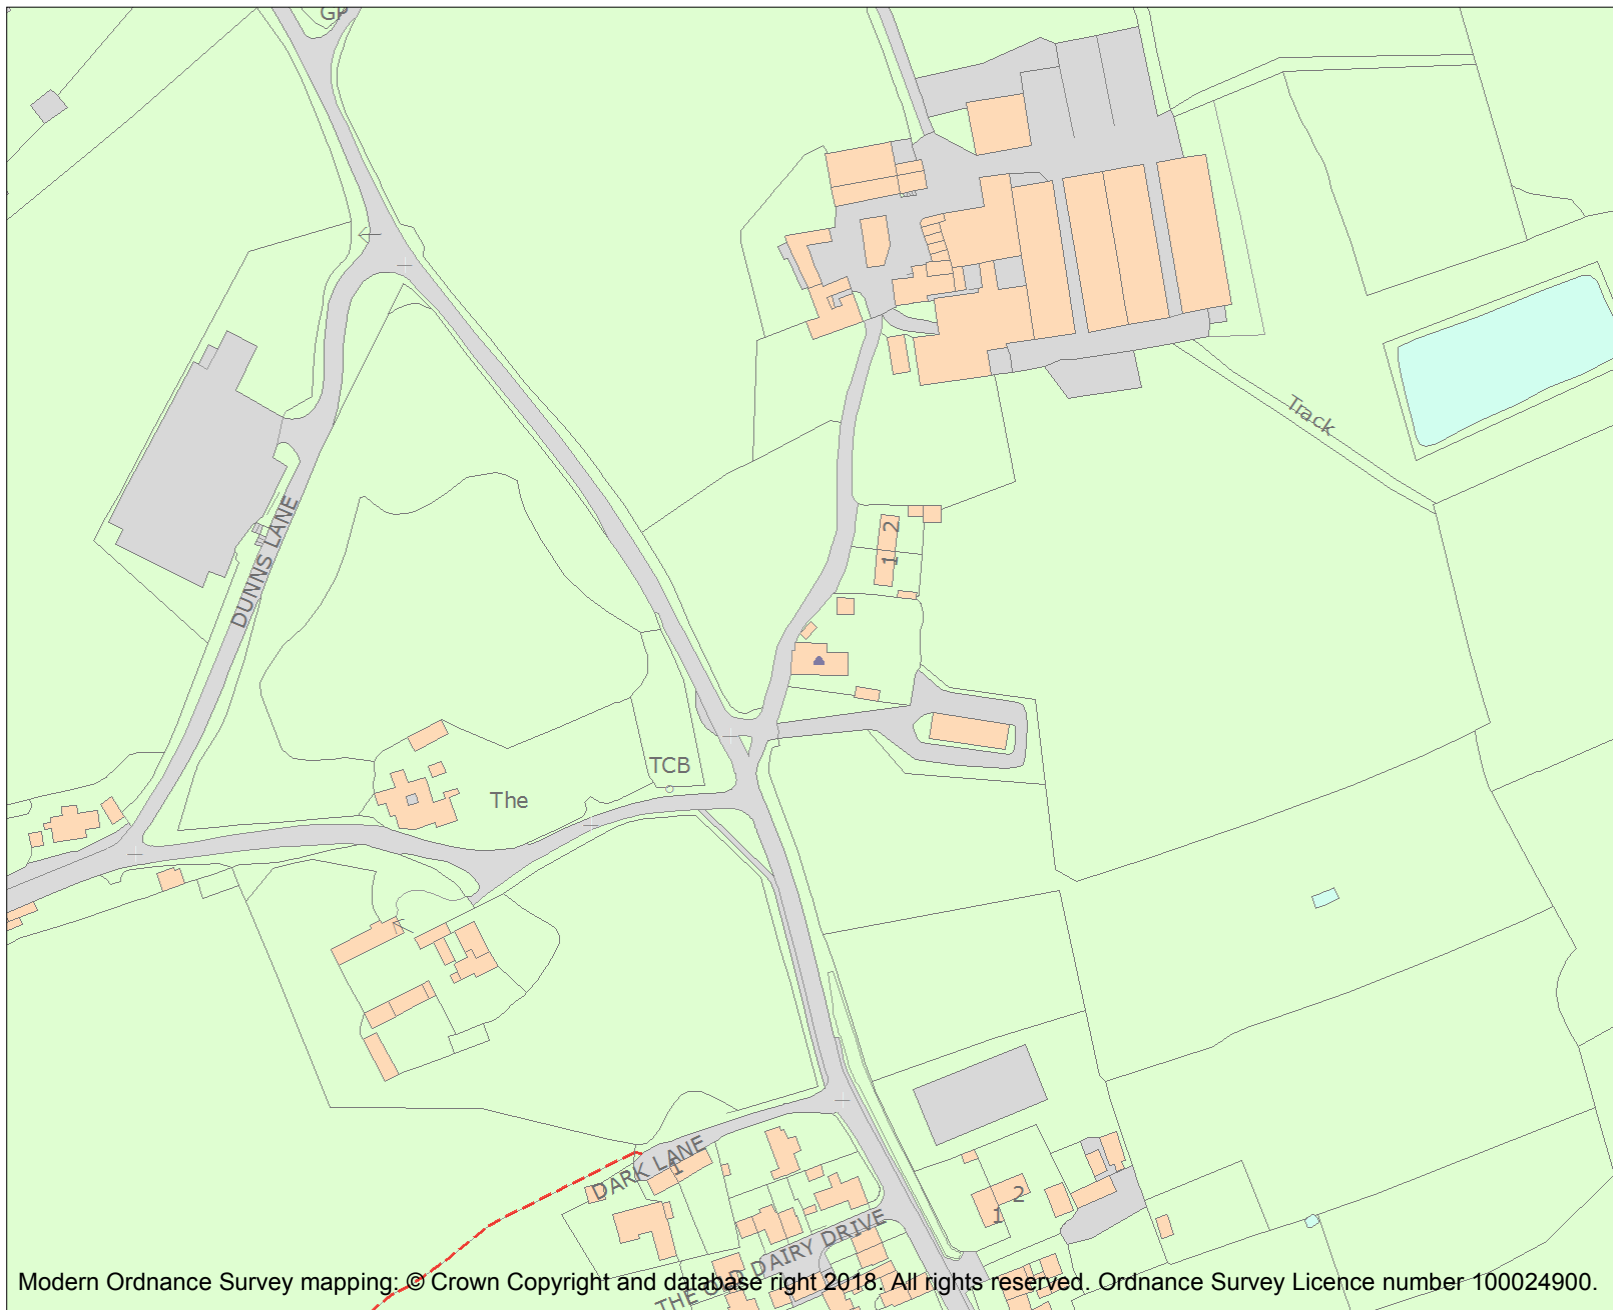 GP
Track
2
1
DUNNS LANE
TCB
The
DARK LANE
1
2
1
THE OLD DAIRY DRIVE
Modern Ordnance Survey mapping: © Crown Copyright and database right 2018. All rights reserved. Ordnance Survey Licence number 100024900.